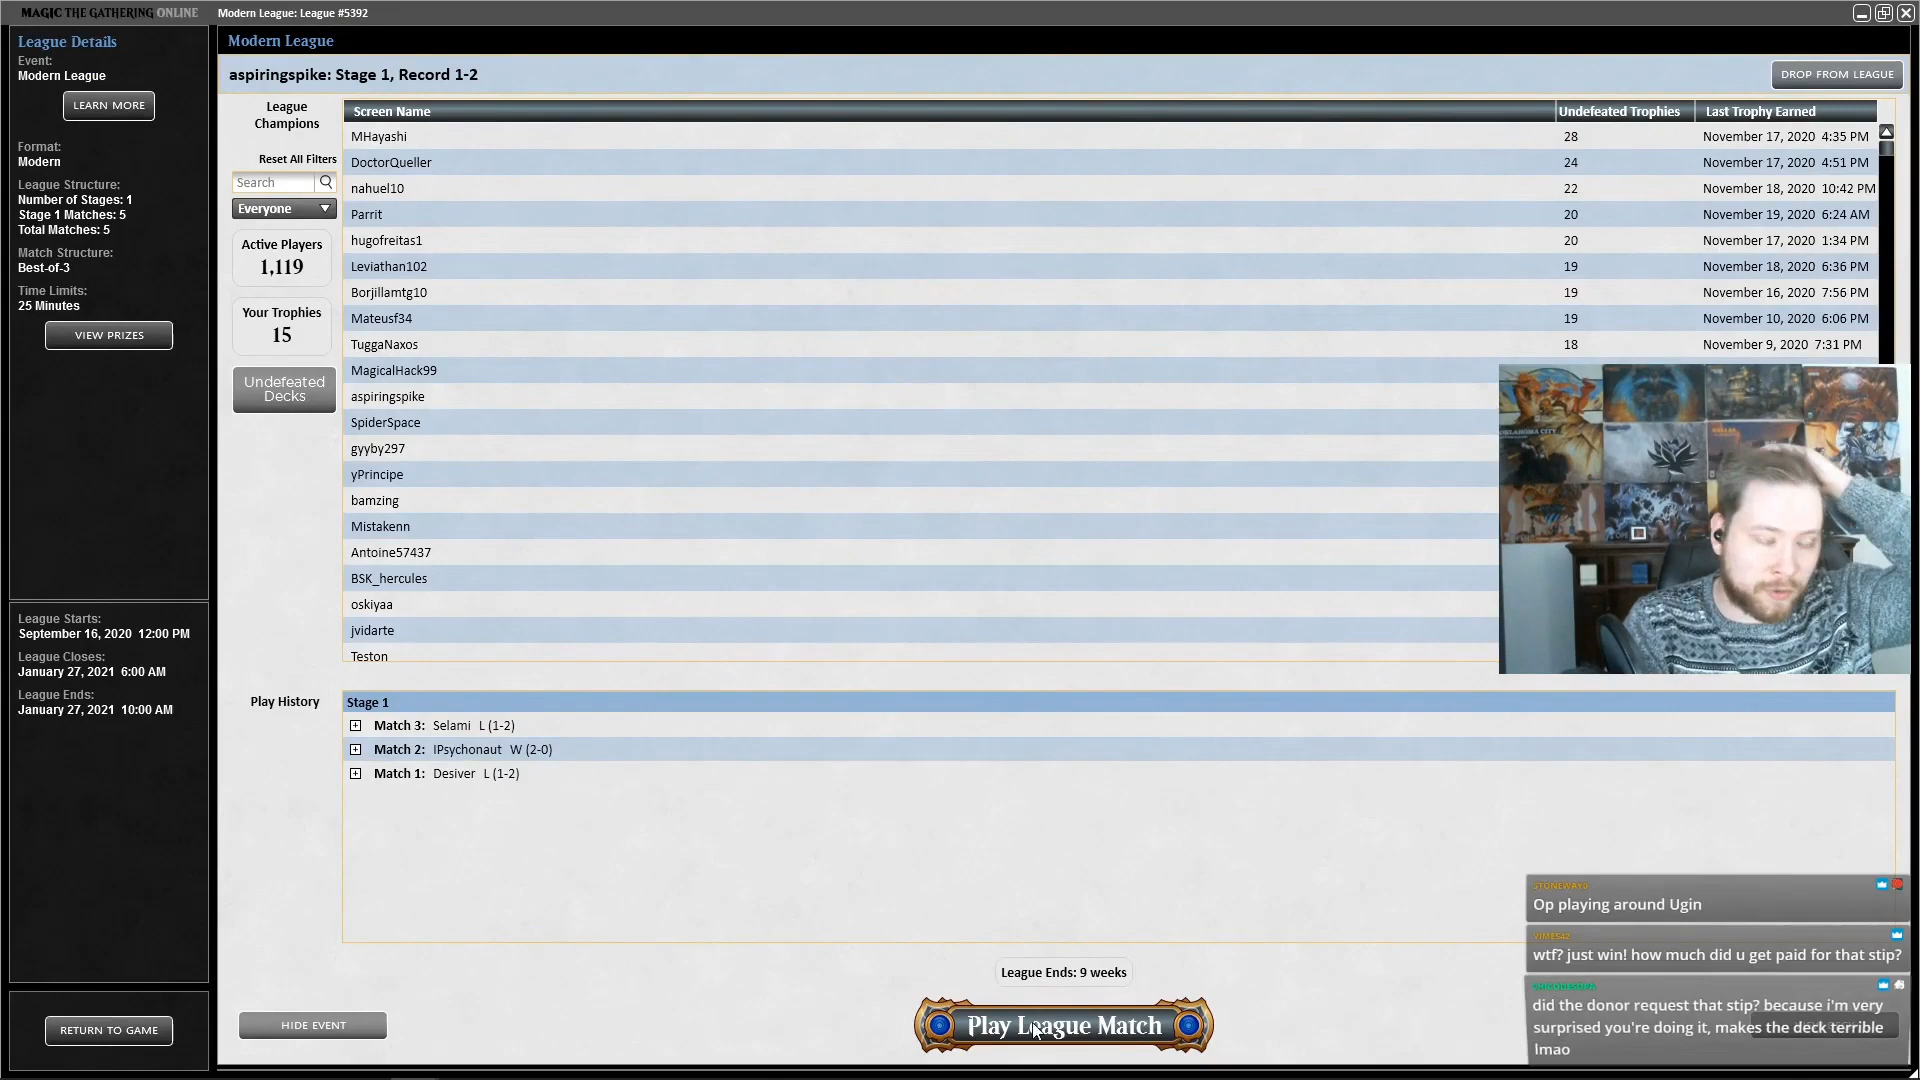 MAGIC THE GATHERING ONLINE
Modern League: League #5392
League Details
Event:
Modern League
LEARN MORE
Format:
Modern
League Structure:
Number of Stages: 1
Stage 1 Matches: 5
Total Matches: 5
Match Structure:
Best-of-3
Time Limits:
25 Minutes
VIEW PRIZES
League Starts:
September 16, 2020 12:00 PM
League Closes:
January 27, 2021 6:00 AM
League Ends:
January 27, 2021 10:00 AM
RETURN TO GAME
Modern League
aspiringspike: Stage 1, Record 1-2
DROP FROM LEAGUE
League
Champions
Reset All Filters
Search
Everyone
Active Players
1,119
Your Trophies
15
Undefeated
Decks
Screen Name Undefeated Trophies Last Trophy Earned
MHayashi 28 November 17, 2020 4:35 PM
DoctorQueller 24 November 17, 2020 4:51 PM
nahuel10 22 November 18, 2020 10:42 PM
Parrit 20 November 19, 2020 6:24 AM
hugofreitas1 20 November 17, 2020 1:34 PM
Leviathan102 19 November 18, 2020 6:36 PM
Borjillamtg10 19 November 16, 2020 7:56 PM
Mateusf34 19 November 10, 2020 6:06 PM
TuggaNaxos 18 November 9, 2020 7:31 PM
MagicalHack99
aspiringspike
SpiderSpace
gyyby297
yPrincipe
bamzing
Mistakenn
Antoine57437
BSK_hercules
oskiyaa
jvidarte
Teston
OKLAHOMA CITY
Play History
Stage 1
Match 3: Selami L (1-2)
Match 2: IPsychonaut W (2-0)
Match 1: Desiver L (1-2)
League Ends: 9 weeks
HIDE EVENT
Play League Match
STONEWAY0
Op playing around Ugin
VIMES42
wtf? just win! how much did u get paid for that stip?
did the donor request that stip? because i'm very
surprised you're doing it, makes the deck terrible
lmao